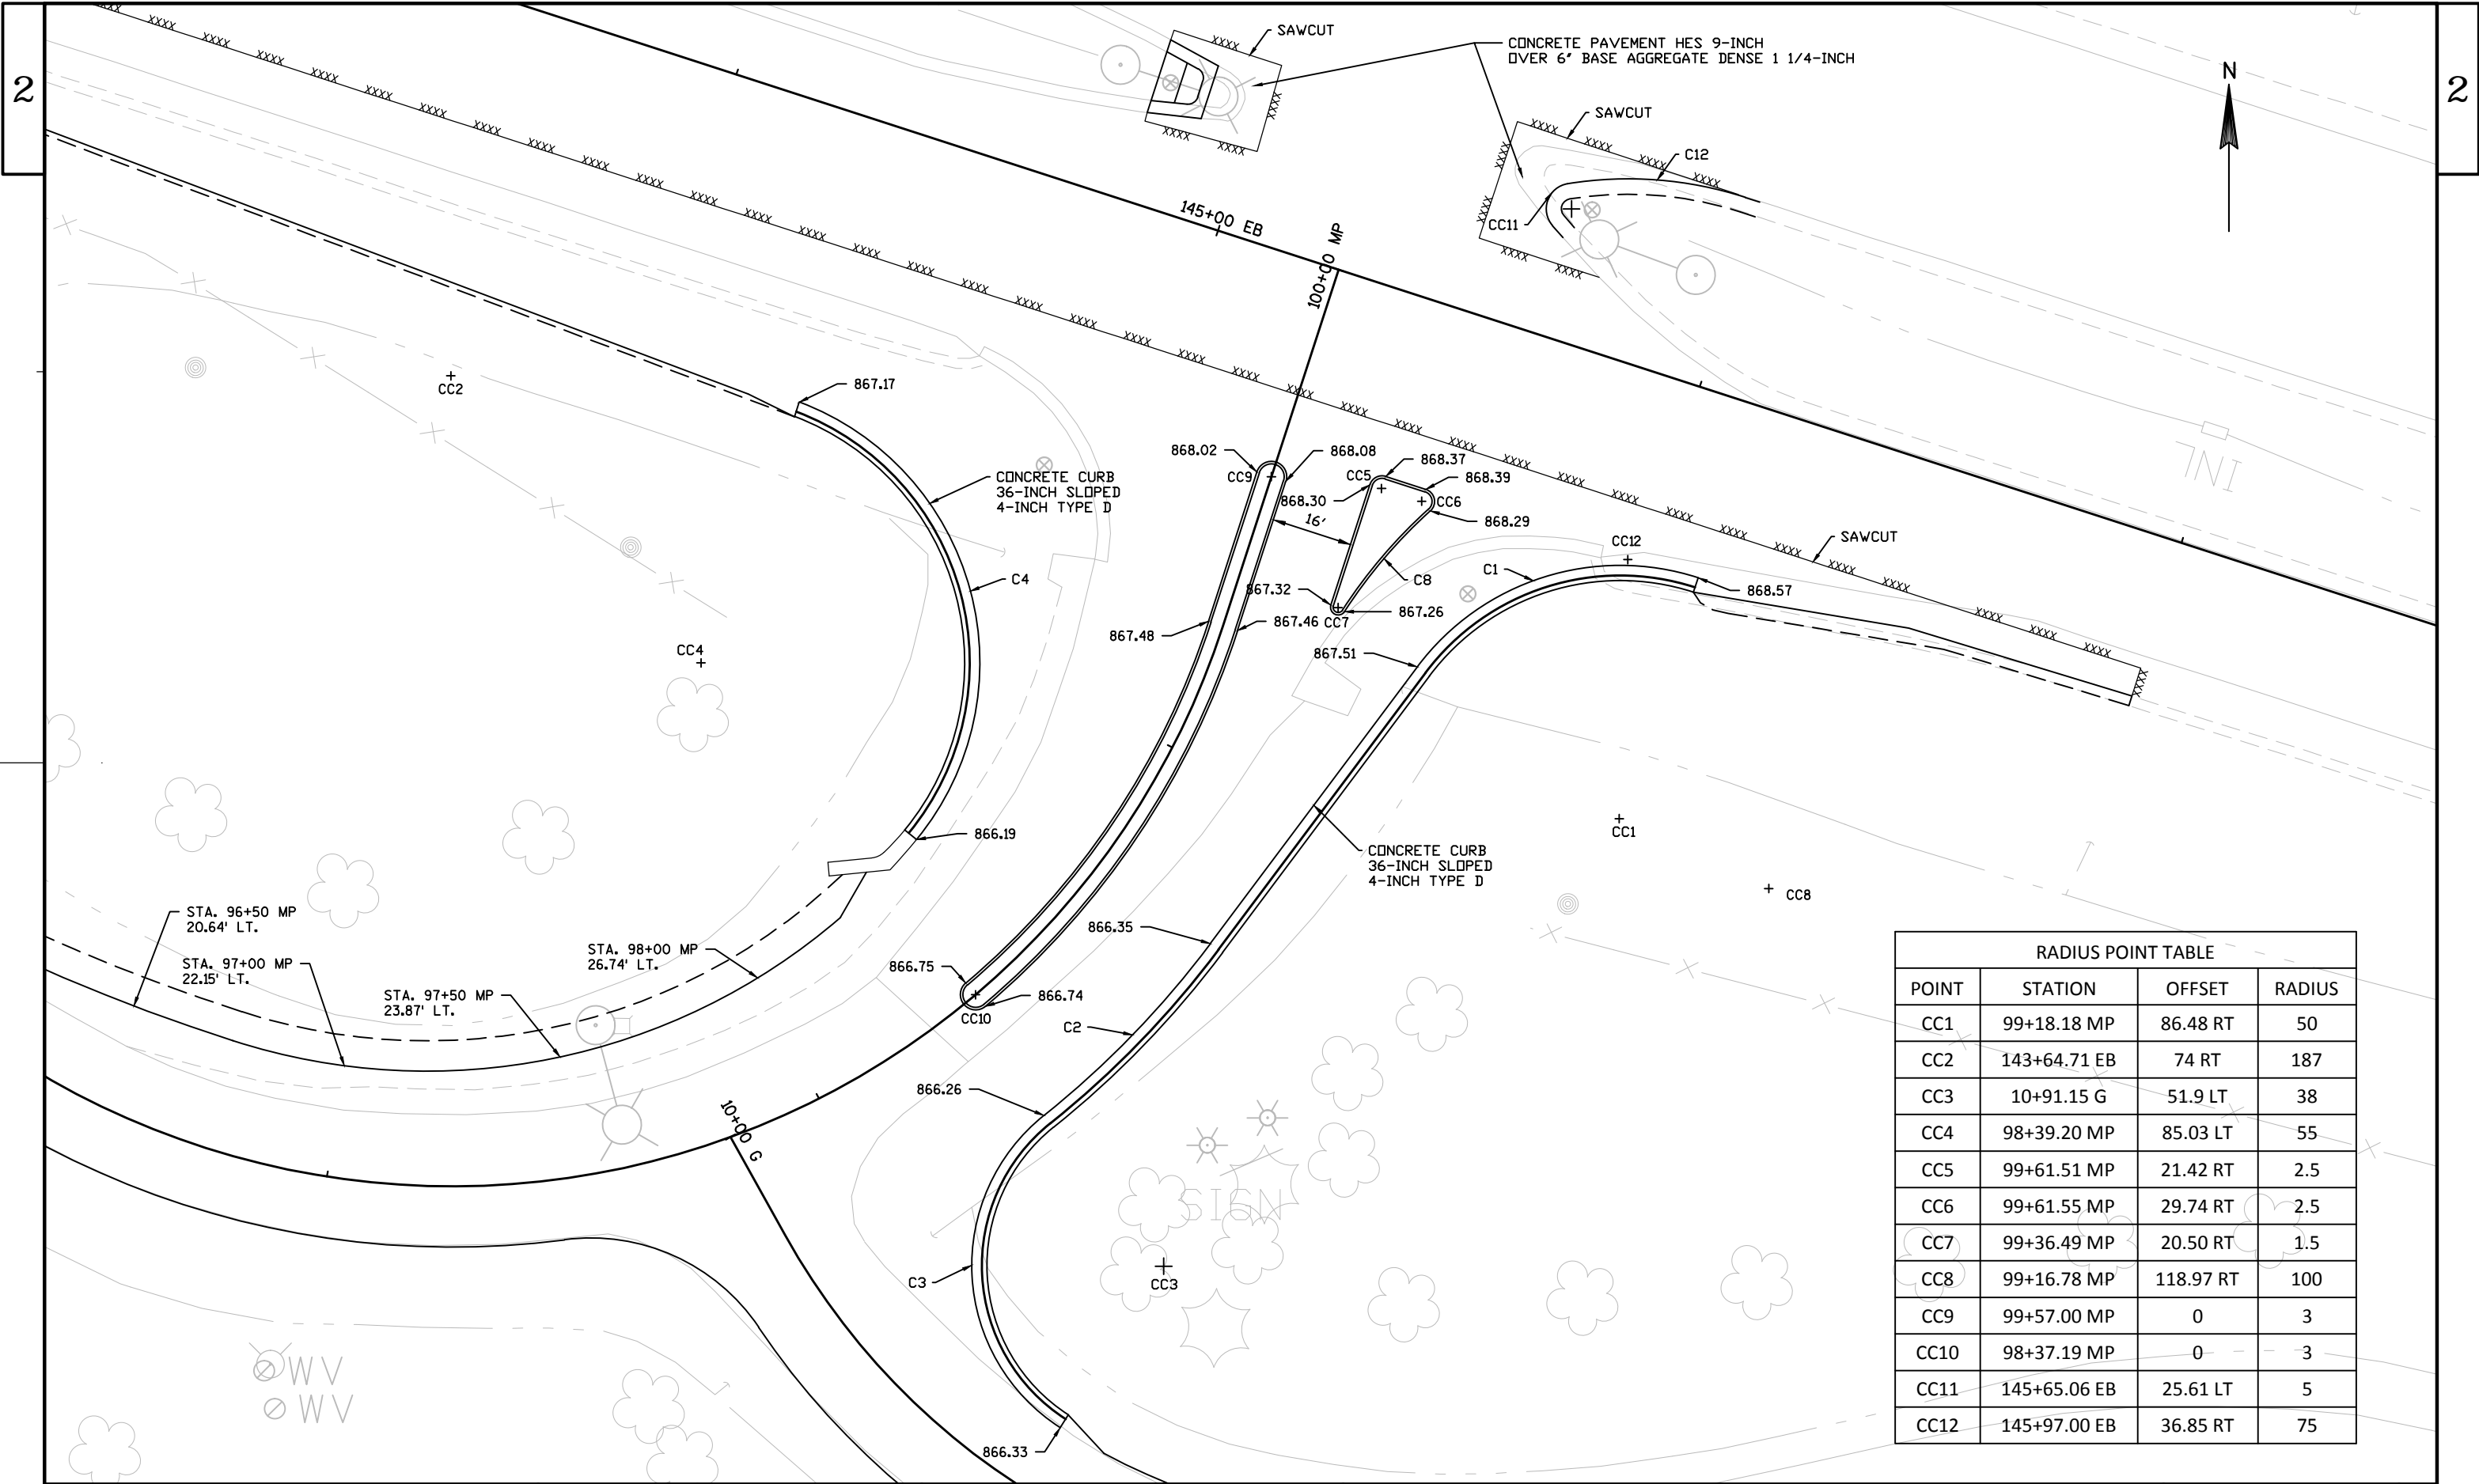 2
2
SAWCUT
CONCRETE PAVEMENT HES 9-INCH
OVER 6" BASE AGGREGATE DENSE 1 1/4-INCH
N
SAWCUT
C12
CC11
145+00 EB
100+00 MP
CC2
867.17
CONCRETE CURB
36-INCH SLOPED
4-INCH TYPE D
C4
CC4
868.02
CC9
868.08
CC5
868.37
868.39
CC6
868.30
16'
868.29
C8
867.32
CC7
867.26
867.48
867.46
CC12
C1
868.57
SAWCUT
867.51
CC1
CC8
CONCRETE CURB
36-INCH SLOPED
4-INCH TYPE D
866.19
STA. 96+50 MP
20.64' LT.
STA. 97+00 MP
22.15' LT.
STA. 97+50 MP
23.87' LT.
STA. 98+00 MP
26.74' LT.
866.75
CC10
866.74
866.35
C2
866.26
10+00 G
C3
CC3
866.33
SIGN
INL
WV
WV
RADIUS POINT TABLE
POINT STATION OFFSET RADIUS
CC1 99+18.18 MP 86.48 RT 50
CC2 143+64.71 EB 74 RT 187
CC3 10+91.15 G 51.9 LT 38
CC4 98+39.20 MP 85.03 LT 55
CC5 99+61.51 MP 21.42 RT 2.5
CC6 99+61.55 MP 29.74 RT 2.5
CC7 99+36.49 MP 20.50 RT 1.5
CC8 99+16.78 MP 118.97 RT 100
CC9 99+57.00 MP 0 3
CC10 98+37.19 MP 0 3
CC11 145+65.06 EB 25.61 LT 5
CC12 145+97.00 EB 36.85 RT 75